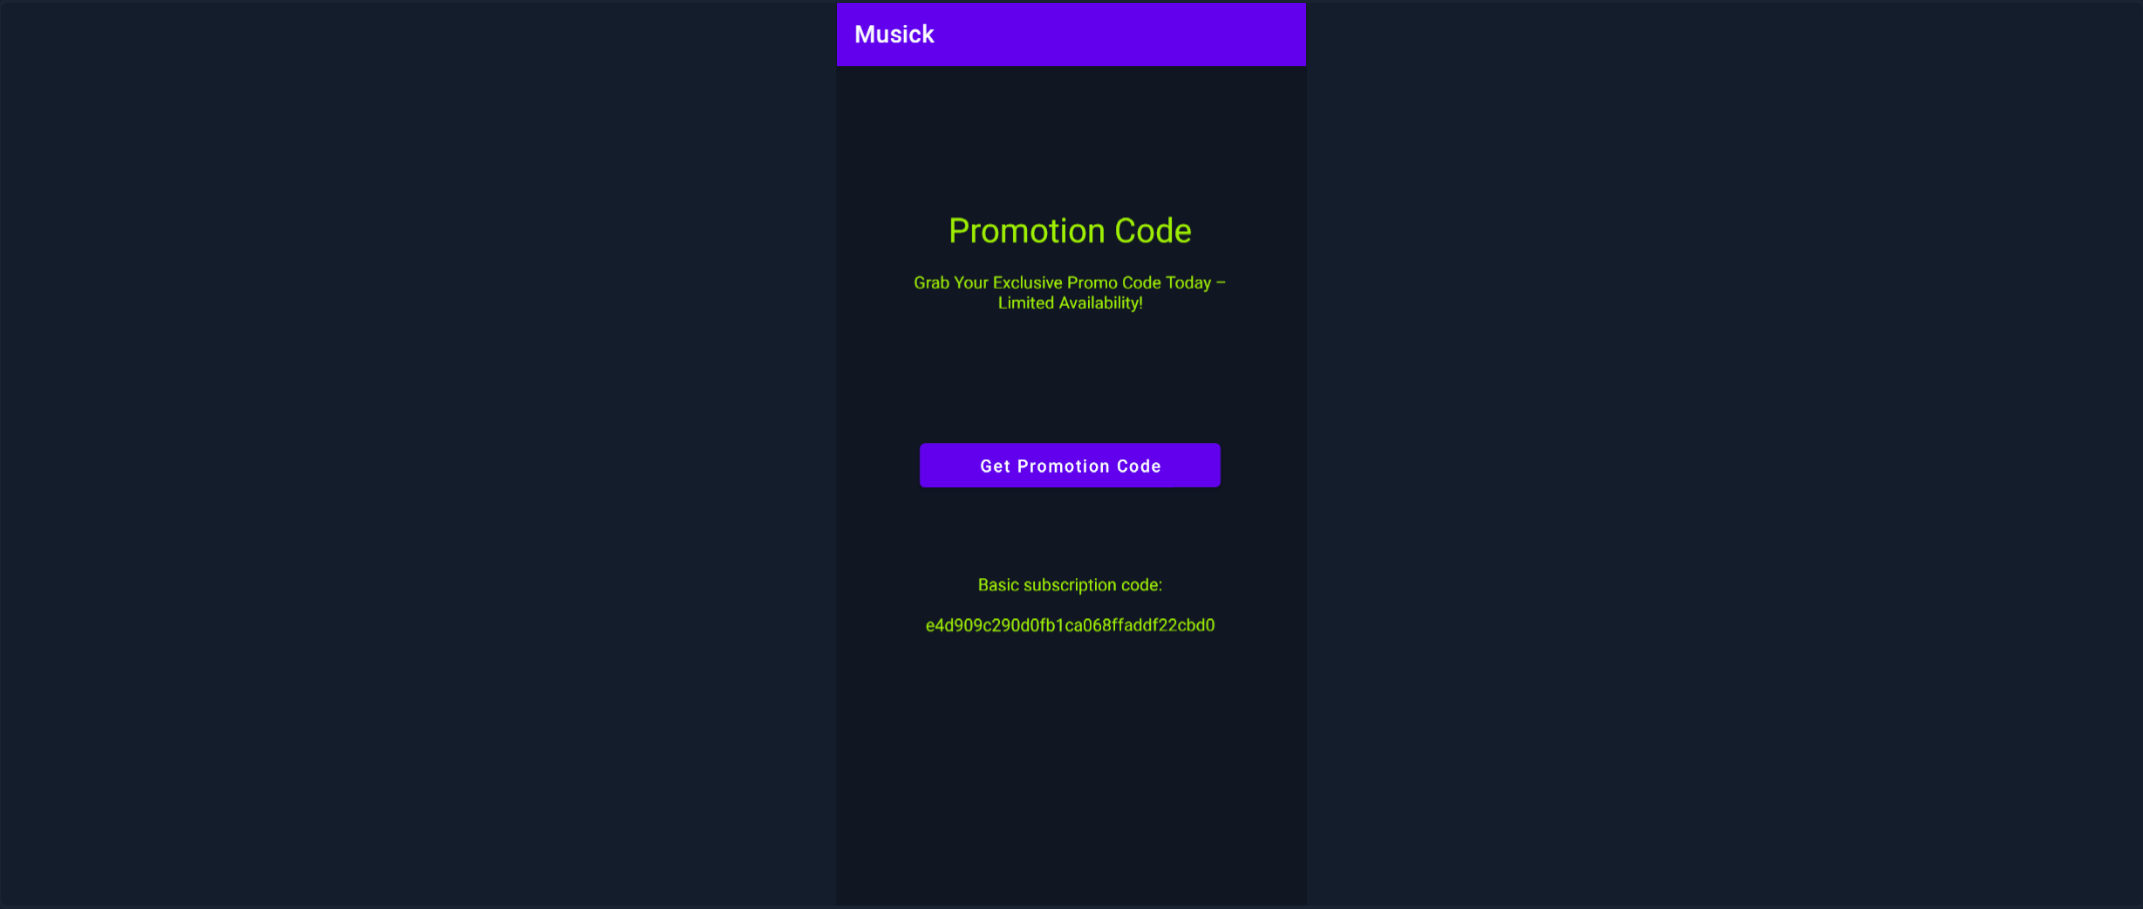 Musick
Promotion Code
Grab Your Exclusive Promo Code Today –
Limited Availability!
Get Promotion Code
Basic subscription code:
e4d909c290d0fb1ca068ffaddf22cbd0